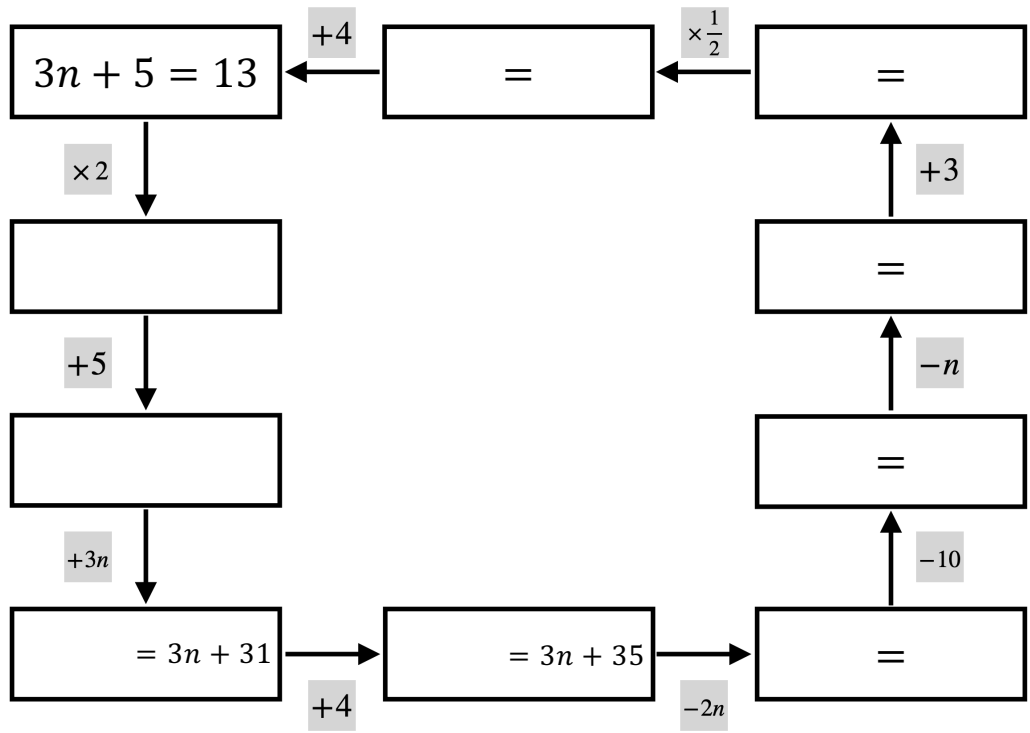 +4
× 1/2
3n + 5 = 13
=
=
× 2
+3
=
+5
−n
=
+3n
−10
= 3n + 31
= 3n + 35
=
+4
−2n